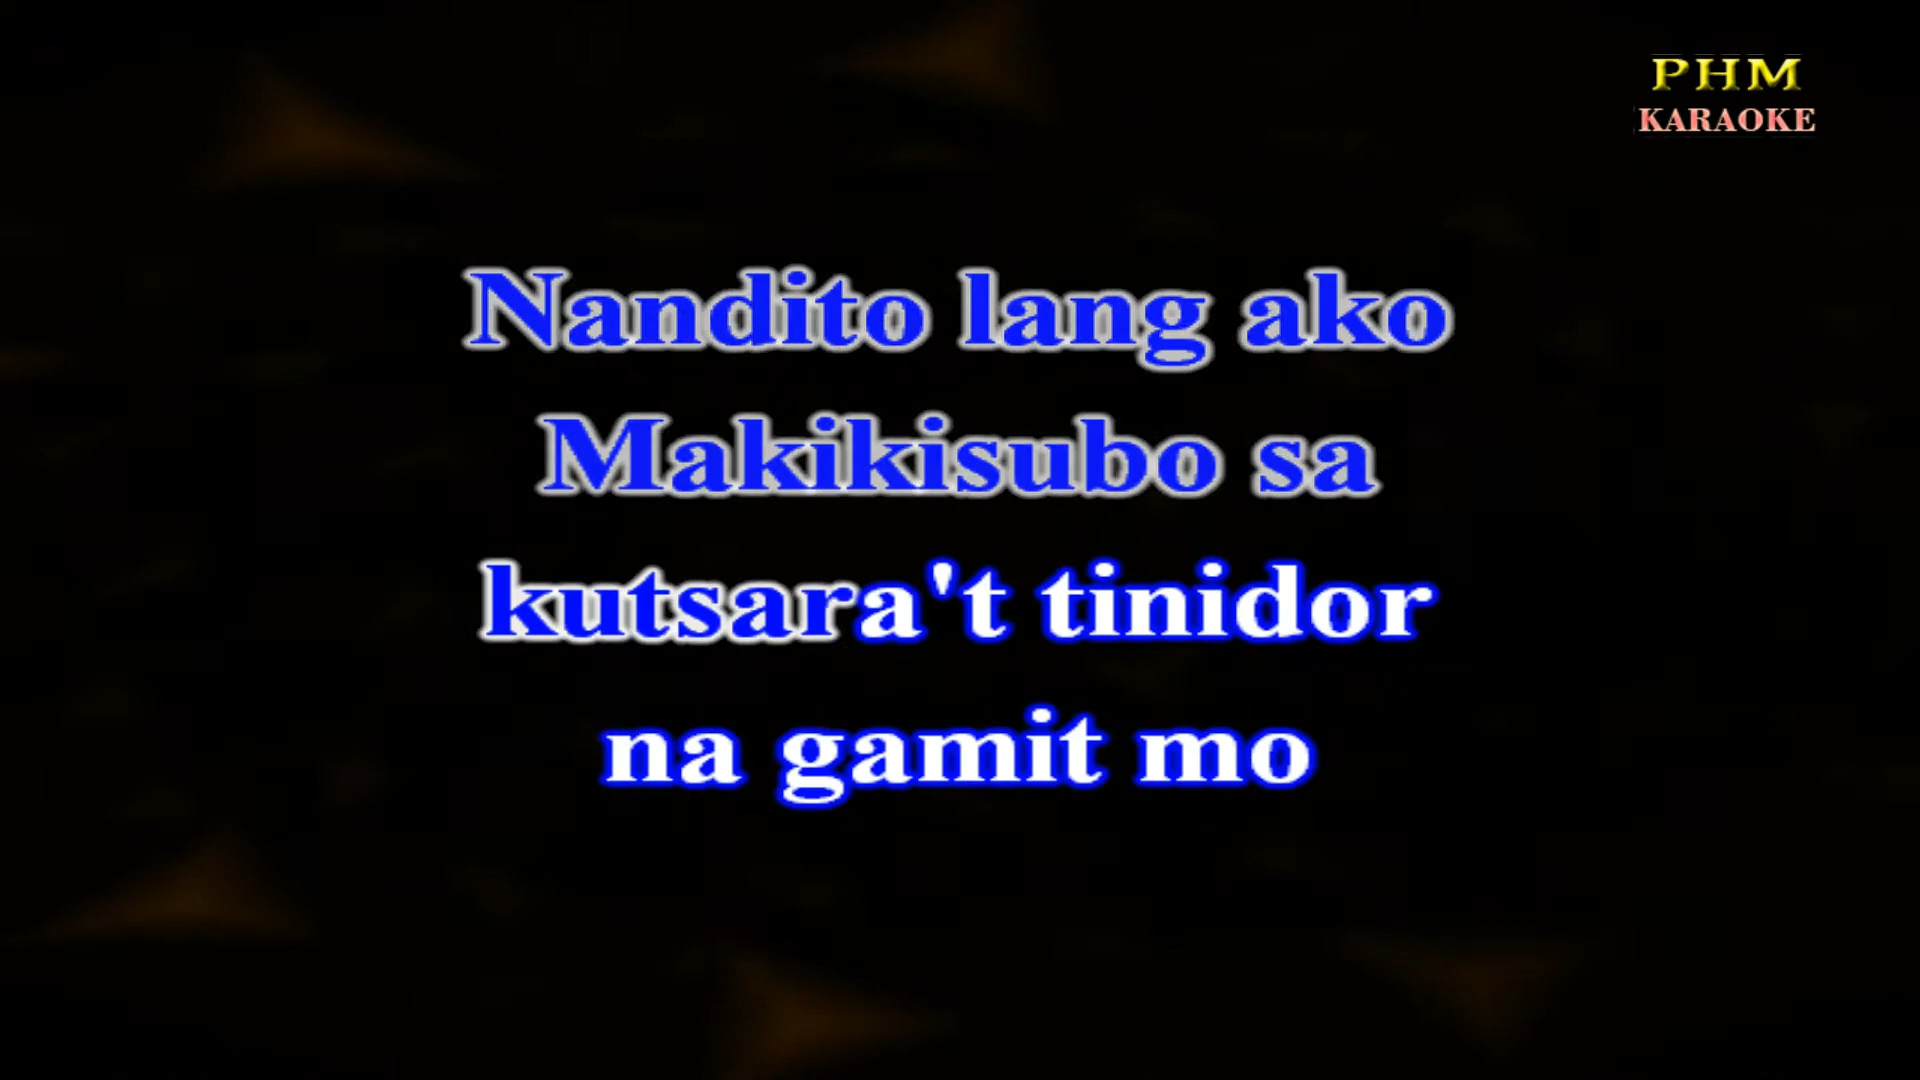 PHM
KARAOKE
Nandito lang ako
Makikisubo sa
kutsara't tinidor
na gamit mo